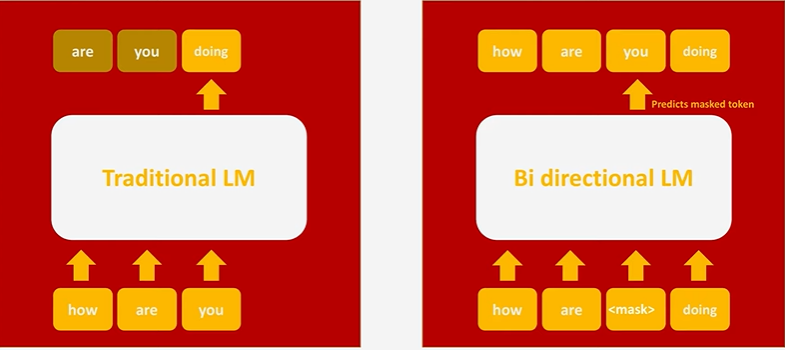 are you doing
Traditional LM
how are you
how are you doing
Predicts masked token
Bi directional LM
how are <mask> doing